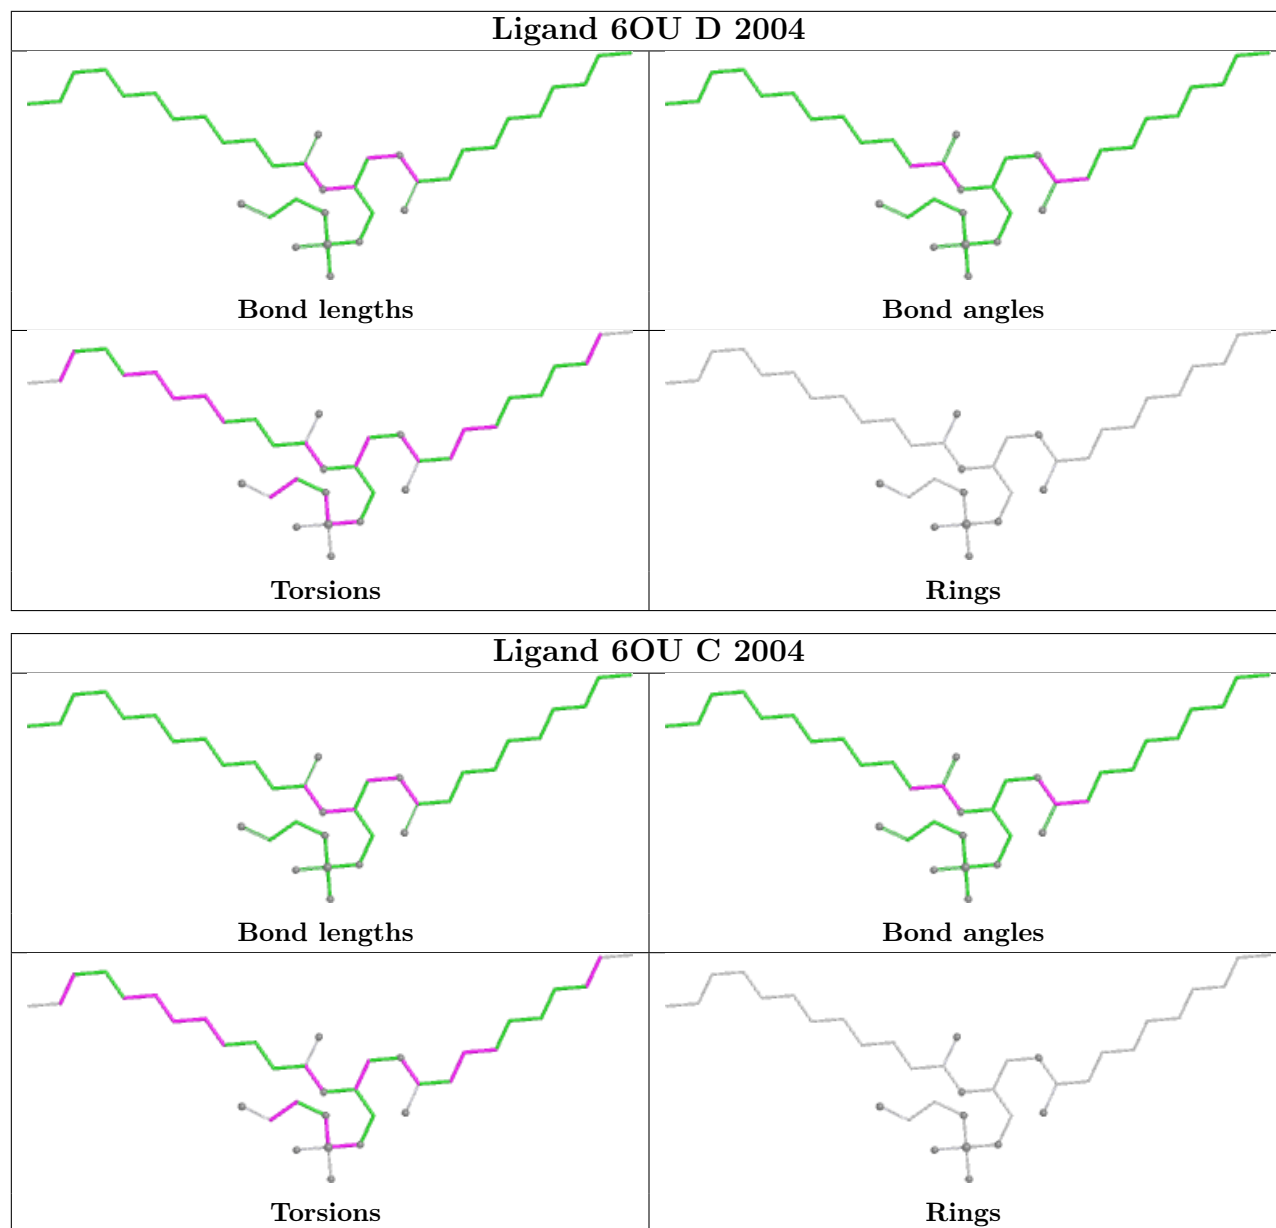 Ligand 6OU D 2004
Bond lengths
Bond angles
Torsions
Rings
Ligand 6OU C 2004
Bond lengths
Bond angles
Torsions
Rings